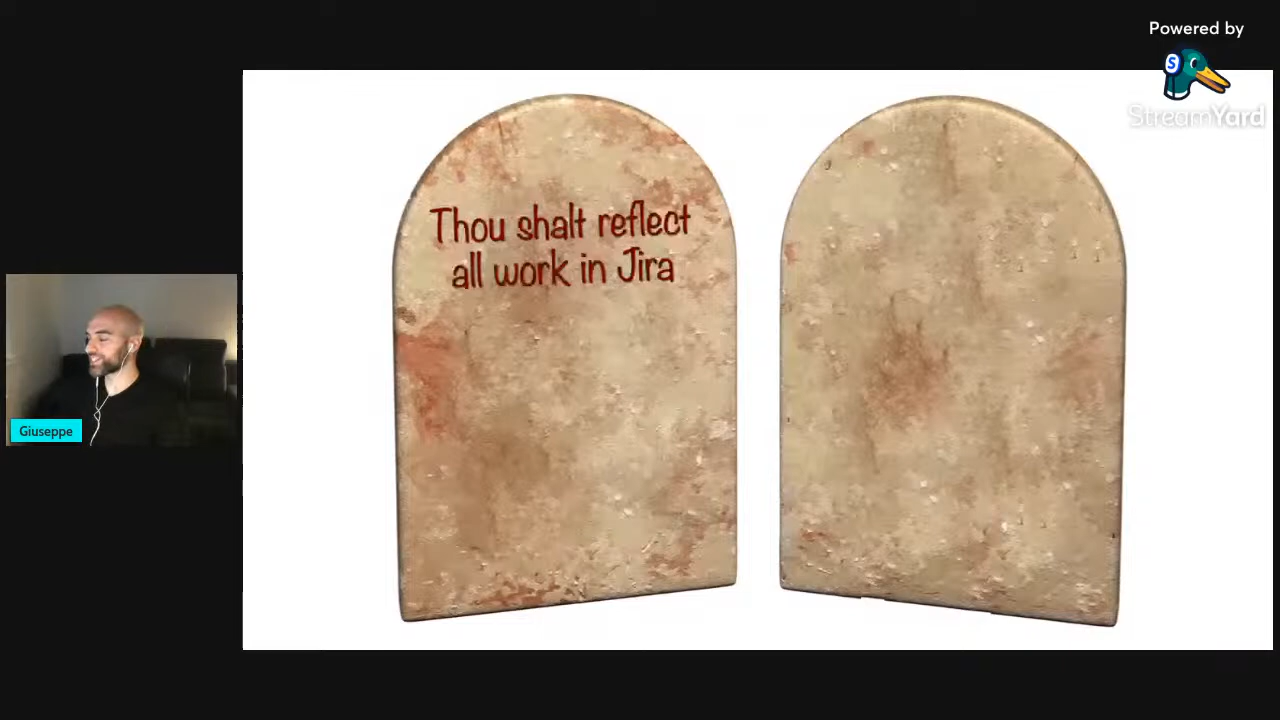 Powered by
S
StreamYard
Thou shalt reflect
all work in Jira
Giuseppe